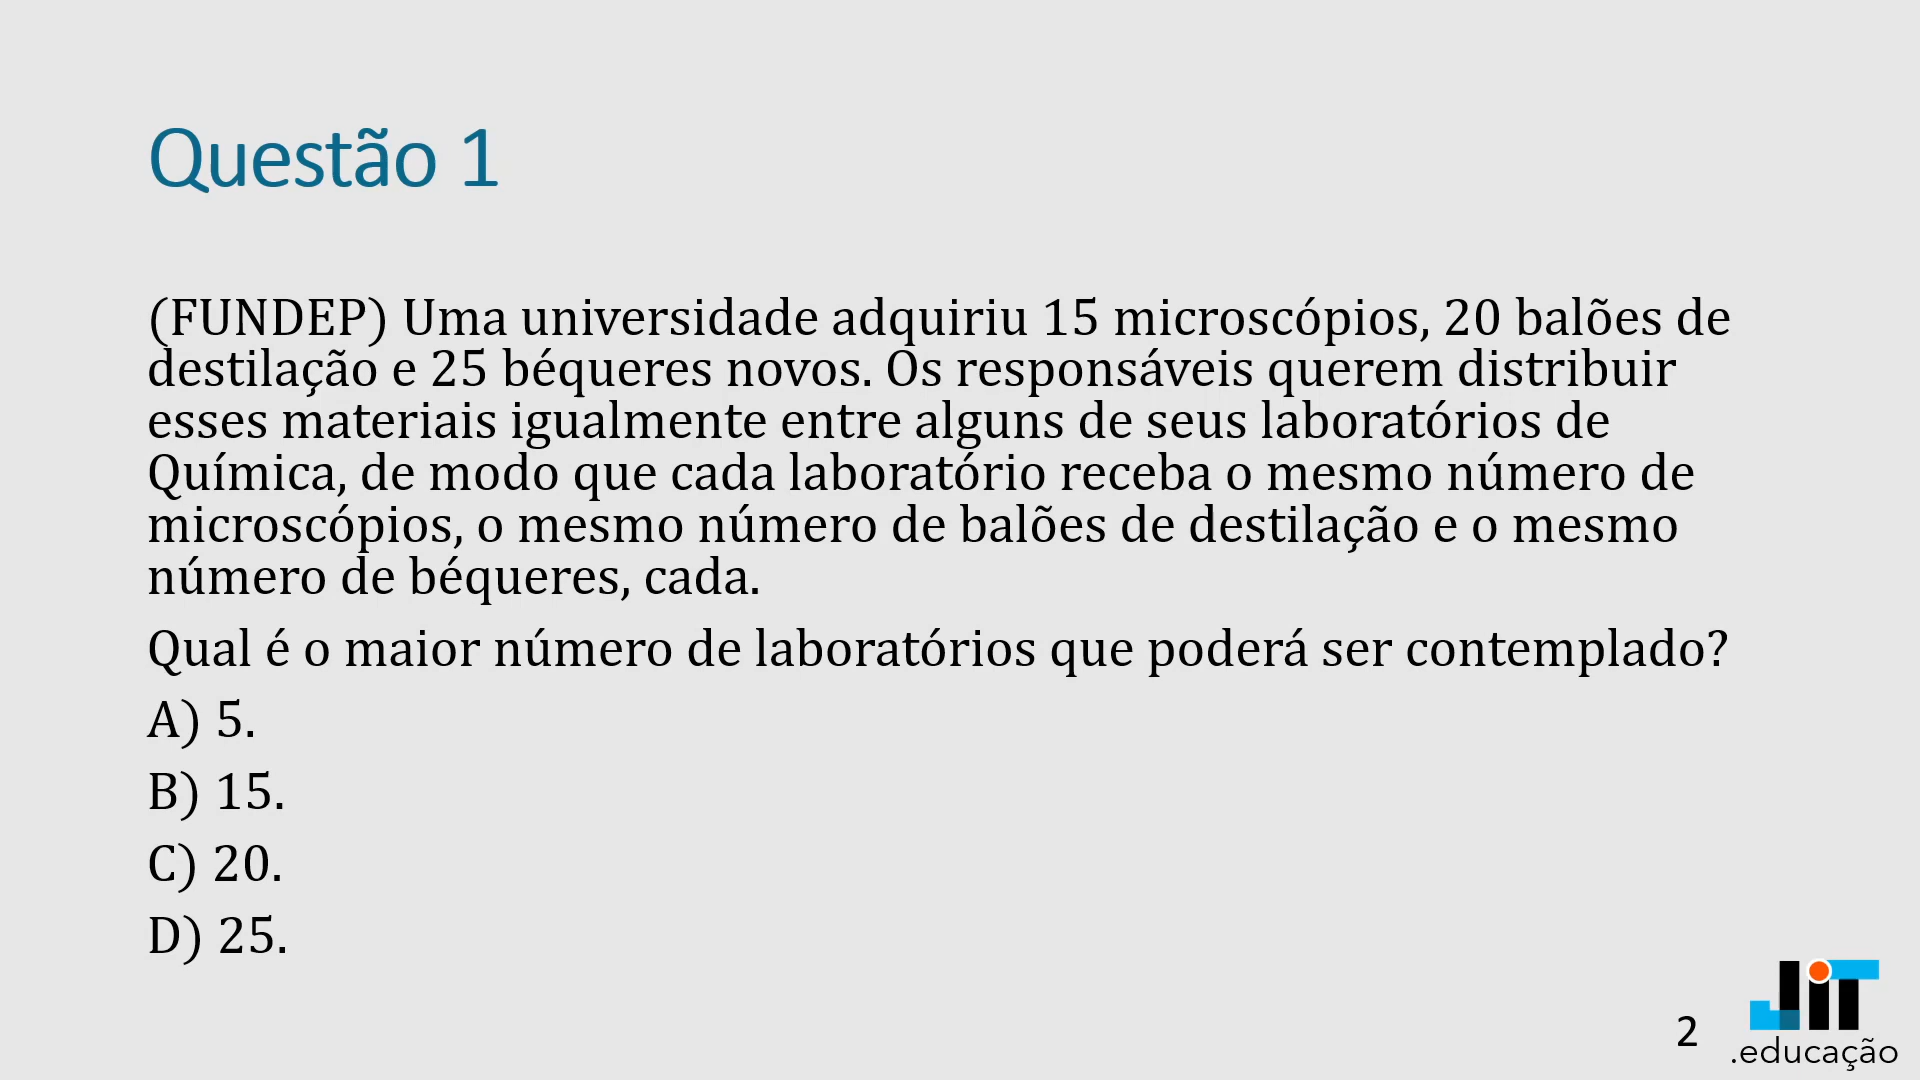 Questão 1
(FUNDEP) Uma universidade adquiriu 15 microscópios, 20 balões de
destilação e 25 béqueres novos. Os responsáveis querem distribuir
esses materiais igualmente entre alguns de seus laboratórios de
Química, de modo que cada laboratório receba o mesmo número de
microscópios, o mesmo número de balões de destilação e o mesmo
número de béqueres, cada.
Qual é o maior número de laboratórios que poderá ser contemplado?
A) 5.
B) 15.
C) 20.
D) 25.
2
JiT
.educação